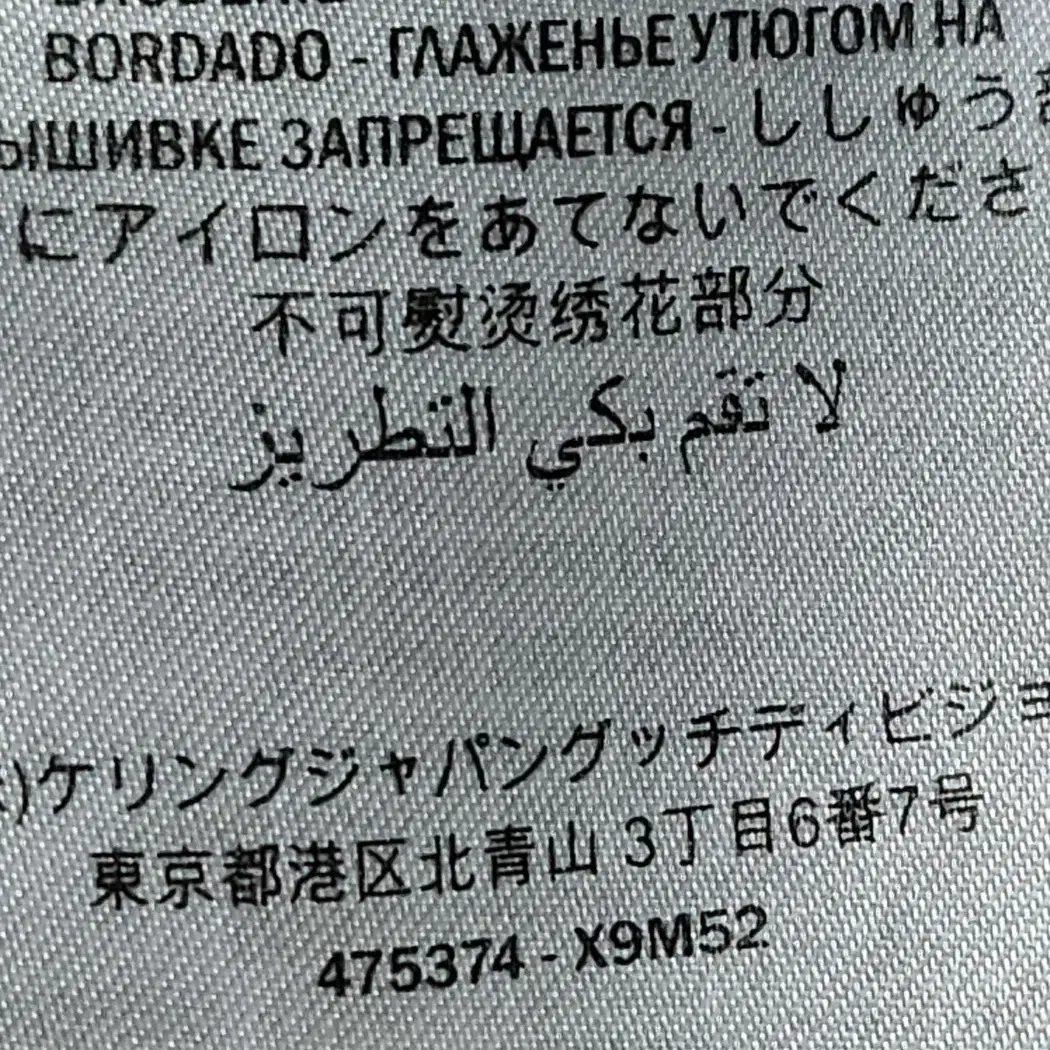 BORDADO - ГЛАЖЕНЬЕ УТЮГОМ НА
ЫШИВКЕ ЗАПРЕЩАЕТСЯ - ししゅう
にアイロンをあてないでくださ
不可熨烫绣花部分
لا تقم بكي التطريز
)ケリングジャパングッチディビジョ
東京都港区北青山 3丁目6番7号
475374 - X9M52